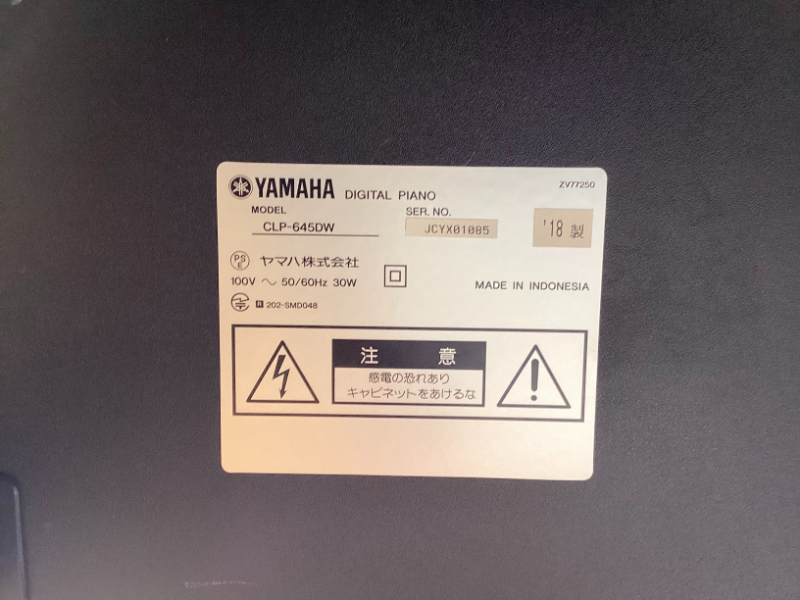 YAMAHA DIGITAL PIANO
ZV77250
MODEL
CLP-645DW
SER. NO.
JCYX01085
'18 製
PS E
ヤマハ株式会社
100V ~ 50/60Hz 30W
MADE IN INDONESIA
R 202-SMD048
注 意
感電の恐れあり
キャビネットをあけるな